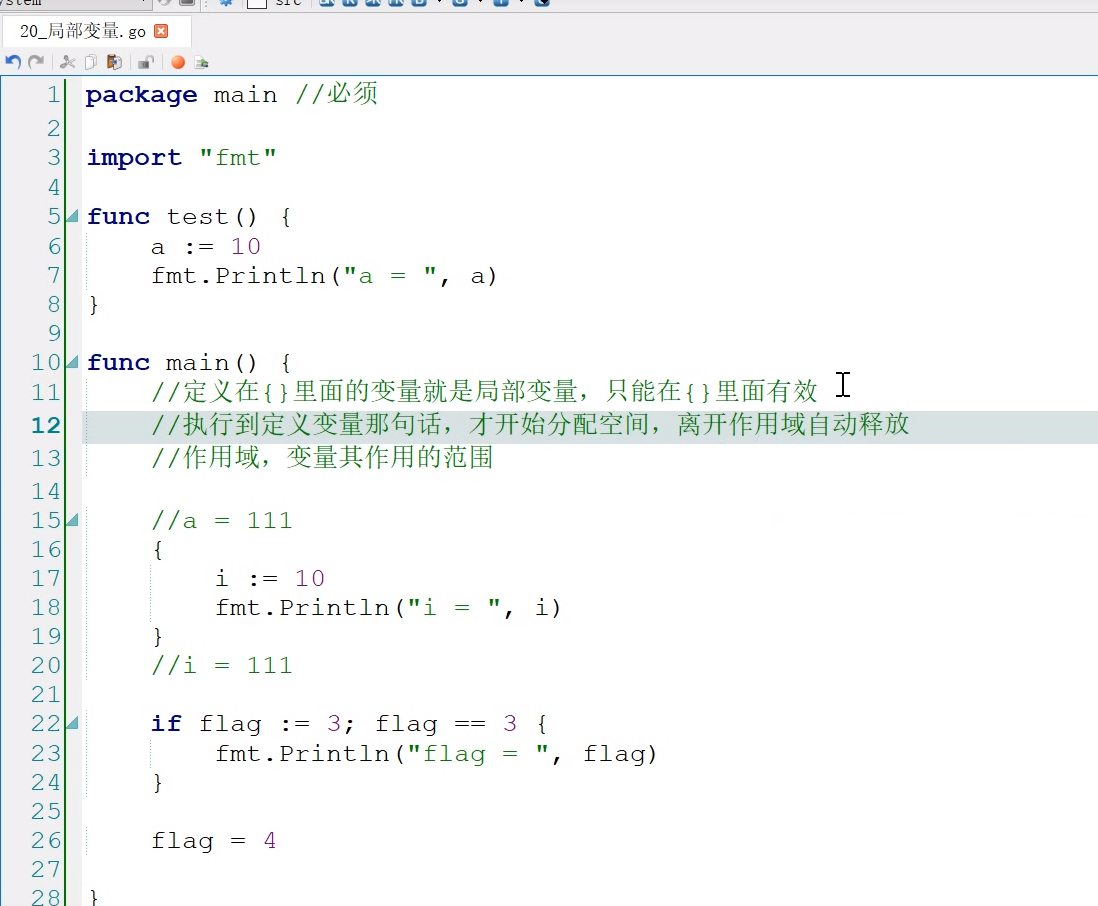 20_局部变量.go
1 package main //必须
2
3 import "fmt"
4
5 func test() {
6 a := 10
7 fmt.Println("a = ", a)
8 }
9
10 func main() {
11 //定义在{}里面的变量就是局部变量，只能在{}里面有效
12 //执行到定义变量那句话，才开始分配空间，离开作用域自动释放
13 //作用域，变量其作用的范围
14
15 //a = 111
16 {
17 i := 10
18 fmt.Println("i = ", i)
19 }
20 //i = 111
21
22 if flag := 3; flag == 3 {
23 fmt.Println("flag = ", flag)
24 }
25
26 flag = 4
27
28 }